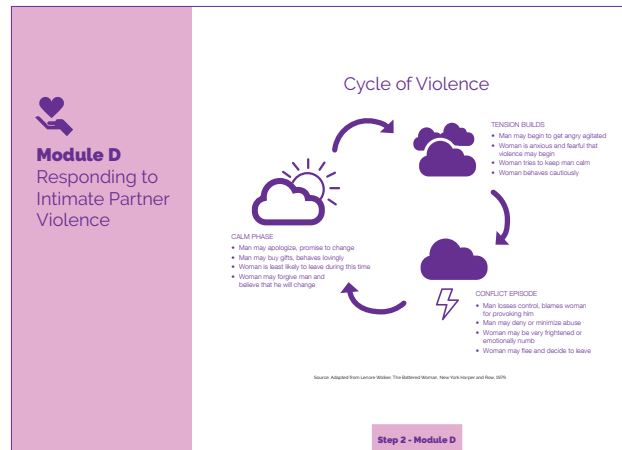 Module D
Responding to
Intimate Partner
Violence
Cycle of Violence
TENSION BUILDS
• Man may begin to get angry agitated
• Woman is anxious and fearful that
violence may begin
• Woman tries to keep man calm
• Woman behaves cautiously
CALM PHASE
• Man may apologize, promise to change
• Man may buy gifts, behaves lovingly
• Woman is least likely to leave during this time
• Woman may forgive man and
believe that he will change
CONFLICT EPISODE
• Man losses control, blames woman
for provoking him
• Man may deny or minimize abuse
• Woman may be very frightened or
emotionally numb
• Woman may flee and decide to leave
Source: Adapted from Lenore Walker, The Battered Woman, New York Harper and Row, 1979
Step 2 - Module D